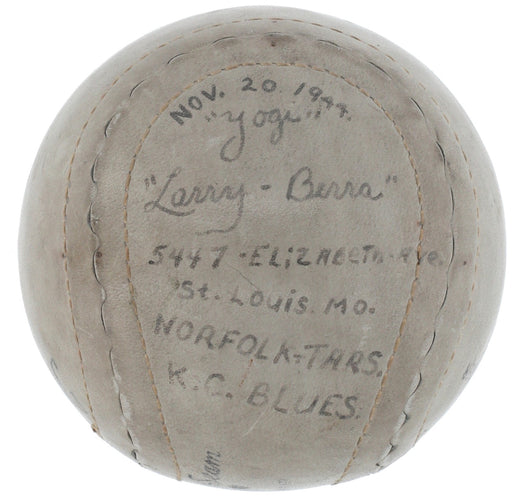 NOV. 20 1944.
"Yogi"
"Larry - Berra"
5447 - ELiZABETH - Ave.
St. Louis. MO.
NORFOLK-TARS.
K.C. BLUES.